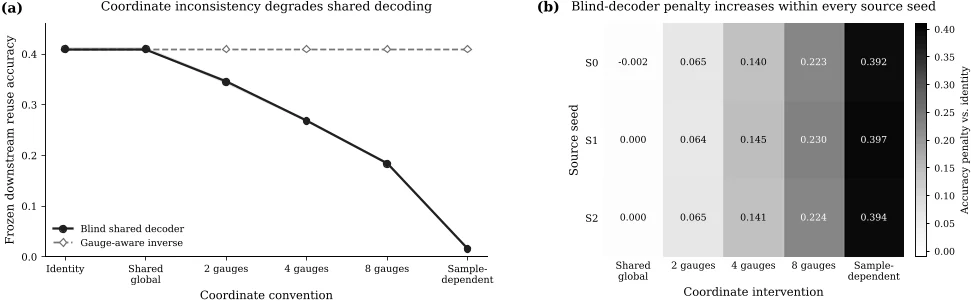 (a)
Coordinate inconsistency degrades shared decoding
Frozen downstream reuse accuracy
0.4
0.3
0.2
0.1
0.0
Blind shared decoder
Gauge-aware inverse
Identity
Shared
global
2 gauges
4 gauges
8 gauges
Sample-
dependent
Coordinate convention
(b) Blind-decoder penalty increases within every source seed
Source seed
S0 -0.002 0.065 0.140 0.223 0.392
S1 0.000 0.064 0.145 0.230 0.397
S2 0.000 0.065 0.141 0.224 0.394
Shared
global
2 gauges
4 gauges
8 gauges
Sample-
dependent
Coordinate intervention
0.40
0.35
0.30
0.25
0.20
0.15
0.10
0.05
0.00
Accuracy penalty vs. identity